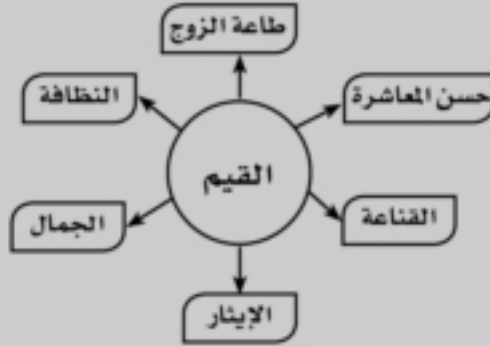 طاعة الزوج
حسن المعاشرة
النظافة
القيم
القناعة
الجمال
الإيثار